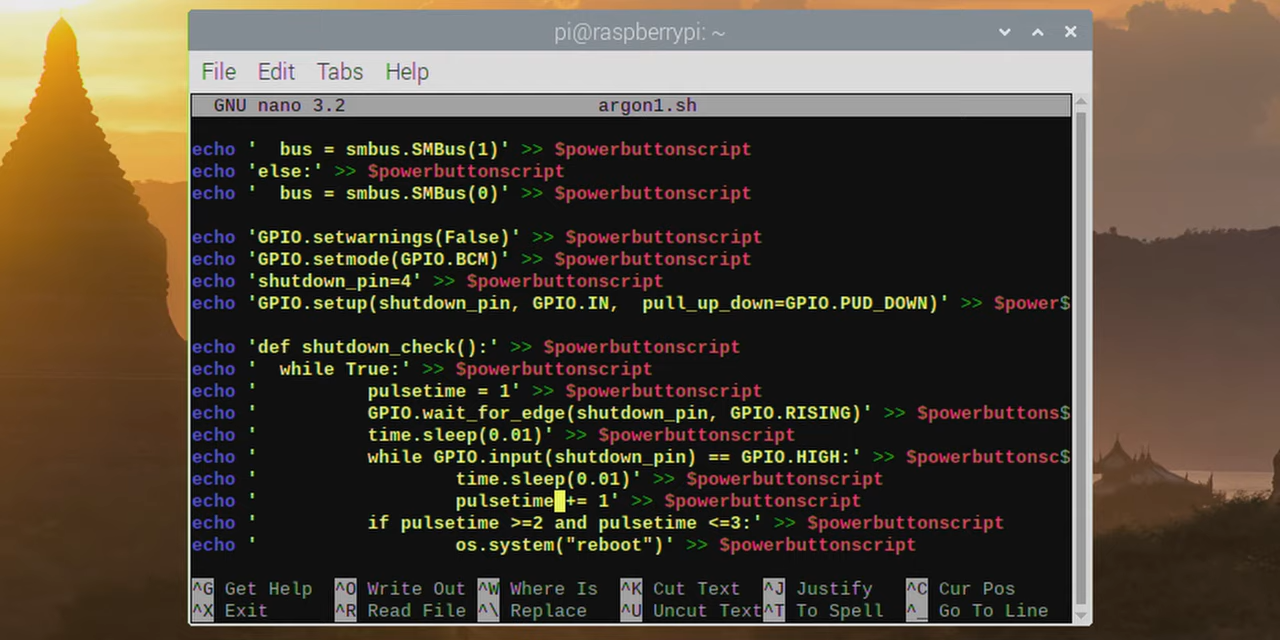 pi@raspberrypi: ~
File Edit Tabs Help
GNU nano 3.2 argon1.sh
echo '  bus = smbus.SMBus(1)' >> $powerbuttonscript
echo 'else:' >> $powerbuttonscript
echo '  bus = smbus.SMBus(0)' >> $powerbuttonscript
echo 'GPIO.setwarnings(False)' >> $powerbuttonscript
echo 'GPIO.setmode(GPIO.BCM)' >> $powerbuttonscript
echo 'shutdown_pin=4' >> $powerbuttonscript
echo 'GPIO.setup(shutdown_pin, GPIO.IN,  pull_up_down=GPIO.PUD_DOWN)' >> $power$
echo 'def shutdown_check():' >> $powerbuttonscript
echo '  while True:' >> $powerbuttonscript
echo '          pulsetime = 1' >> $powerbuttonscript
echo '          GPIO.wait_for_edge(shutdown_pin, GPIO.RISING)' >> $powerbuttons$
echo '          time.sleep(0.01)' >> $powerbuttonscript
echo '          while GPIO.input(shutdown_pin) == GPIO.HIGH:' >> $powerbuttonsc$
echo '                  time.sleep(0.01)' >> $powerbuttonscript
echo '                  pulsetime += 1' >> $powerbuttonscript
echo '          if pulsetime >=2 and pulsetime <=3:' >> $powerbuttonscript
echo '                  os.system("reboot")' >> $powerbuttonscript
^G Get Help ^O Write Out ^W Where Is ^K Cut Text ^J Justify ^C Cur Pos
^X Exit ^R Read File ^\ Replace ^U Uncut Text ^T To Spell ^_ Go To Line